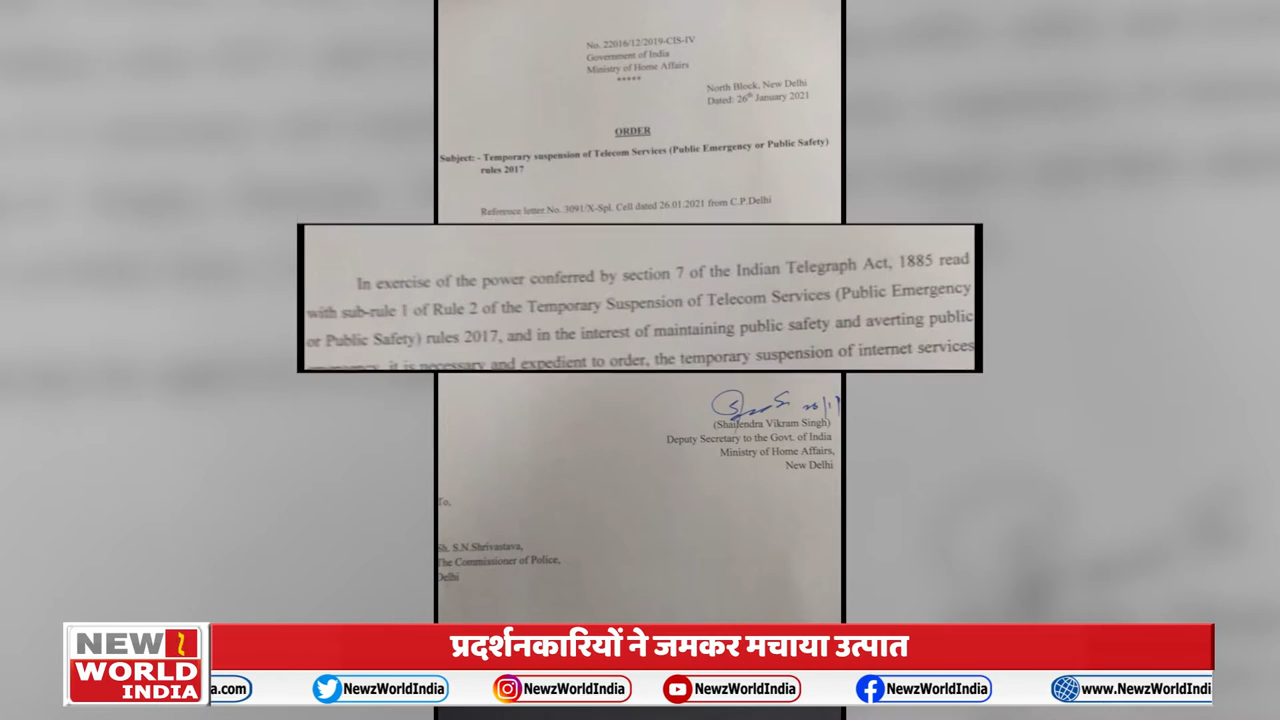 No. 22016/12/2019-CIS-IV
Government of India
Ministry of Home Affairs
*****
North Block, New Delhi
Dated: 26th January 2021
ORDER
Subject: - Temporary suspension of Telecom Services (Public Emergency or Public Safety)
rules 2017
Reference letter No. 3091/X-Spl. Cell dated 26.01.2021 from C.P.Delhi
In exercise of the power conferred by section 7 of the Indian Telegraph Act, 1885 read
with sub-rule 1 of Rule 2 of the Temporary Suspension of Telecom Services (Public Emergency
or Public Safety) rules 2017, and in the interest of maintaining public safety and averting public
emergency, it is necessary and expedient to order, the temporary suspension of internet services
(Shailendra Vikram Singh)
Deputy Secretary to the Govt. of India
Ministry of Home Affairs,
New Delhi
To,
Sh. S.N.Shrivastava,
The Commissioner of Police,
Delhi
प्रदर्शनकारियों ने जमकर मचाया उत्पात
NEW
WORLD
INDIA
a.com NewzWorldIndia NewzWorldIndia NewzWorldIndia NewzWorldIndia www.NewzWorldIndi